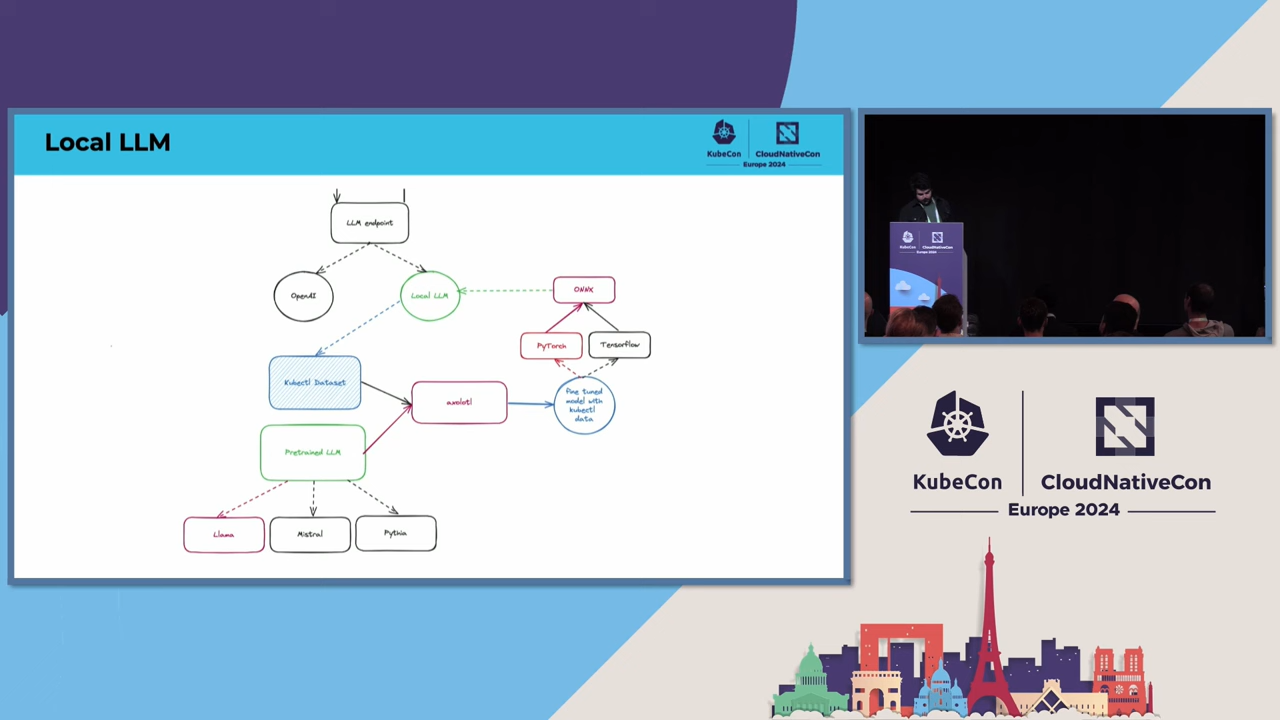 Local LLM
KubeCon
CloudNativeCon
Europe 2024
LLM endpoint
OpenAI
Local LLM
ONNX
PyTorch
Tensorflow
Kubectl Dataset
axolotl
fine tuned
model with
kubectl
data
Pretrained LLM
Llama
Mistral
Pythia
KubeCon
CloudNativeCon
Europe 2024